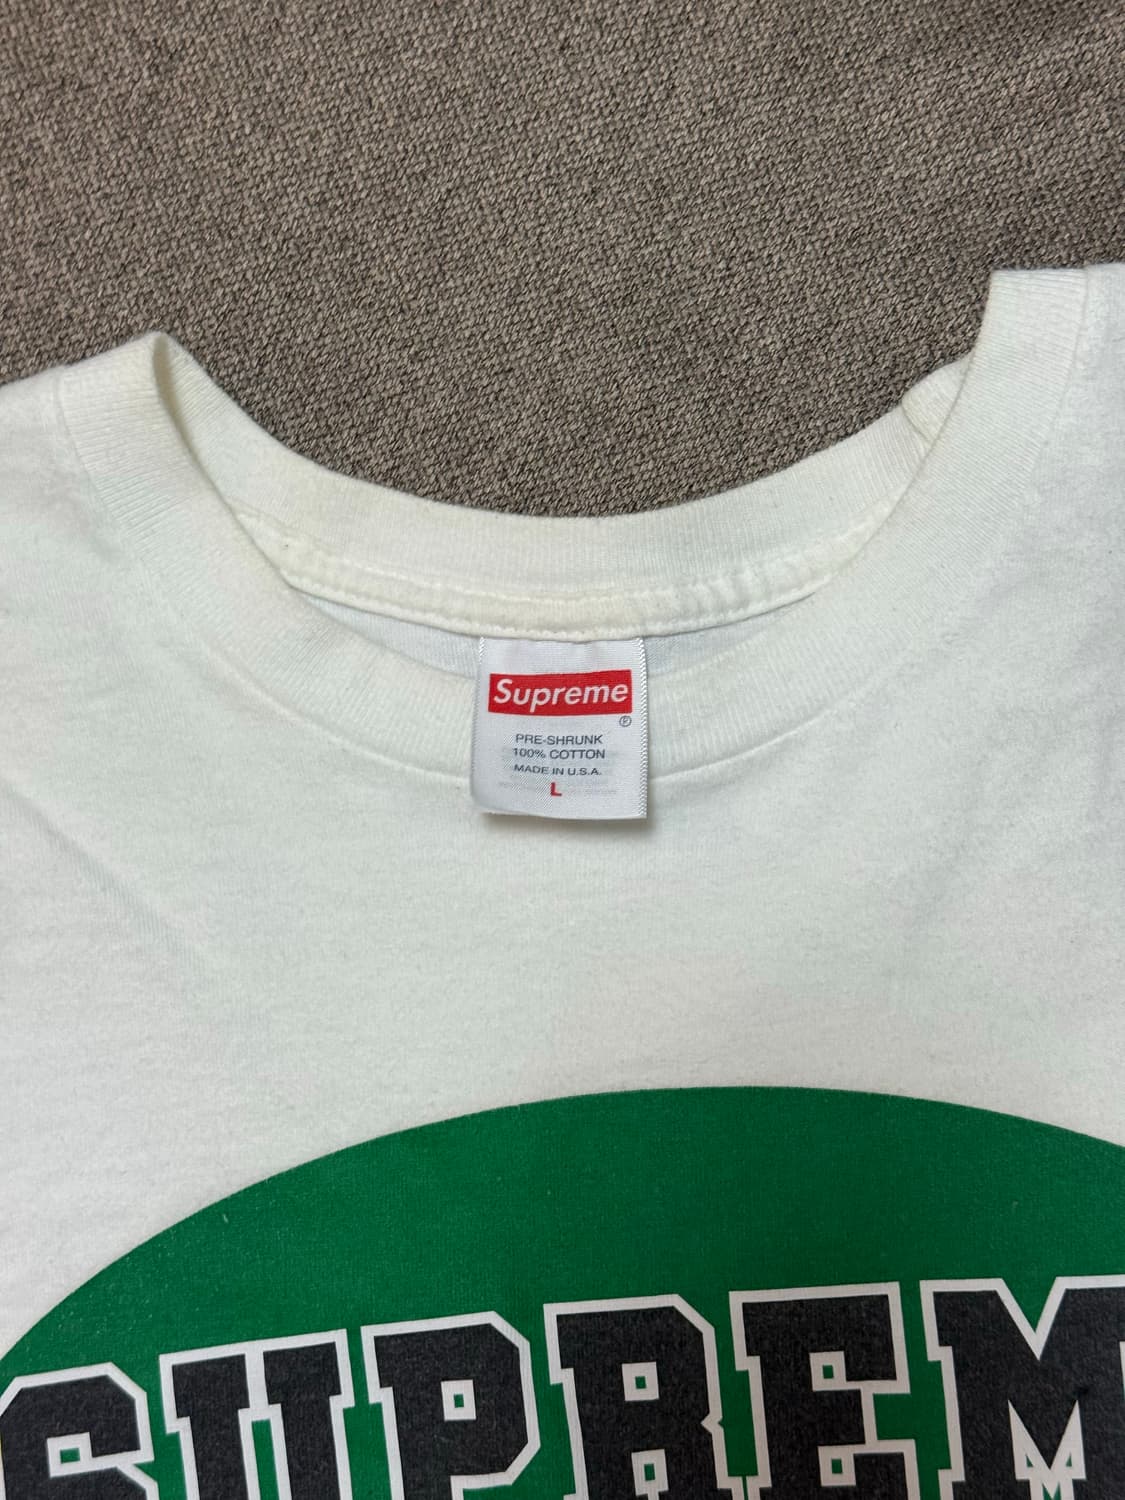 Supreme
®
PRE-SHRUNK
100% COTTON
MADE IN U.S.A.
L
SUPREM